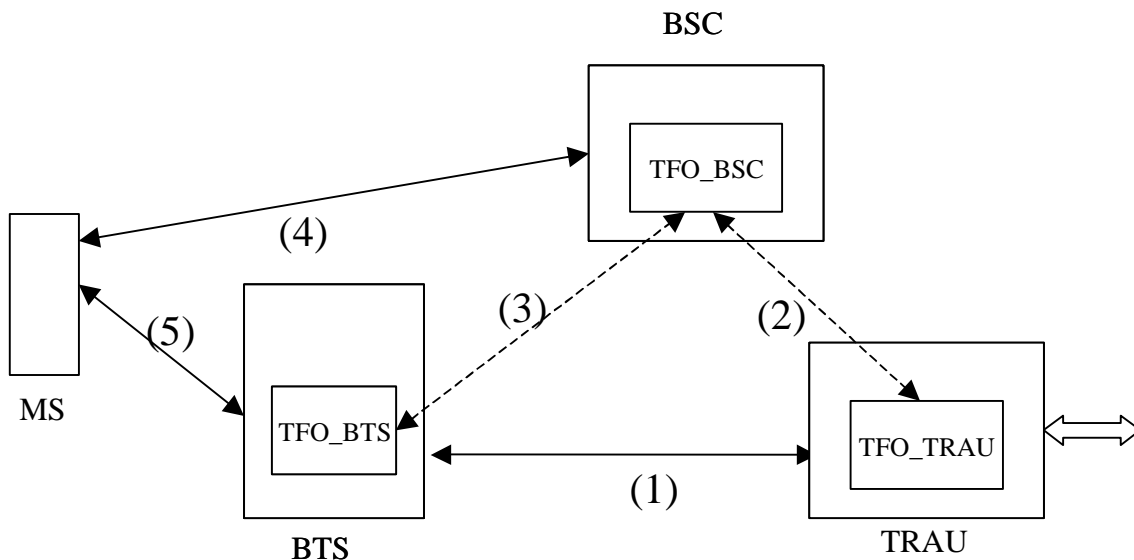 BSC
TFO_BSC
(4)
(3)
(2)
(5)
MS
TFO_BTS
TFO_TRAU
(1)
BTS
TRAU